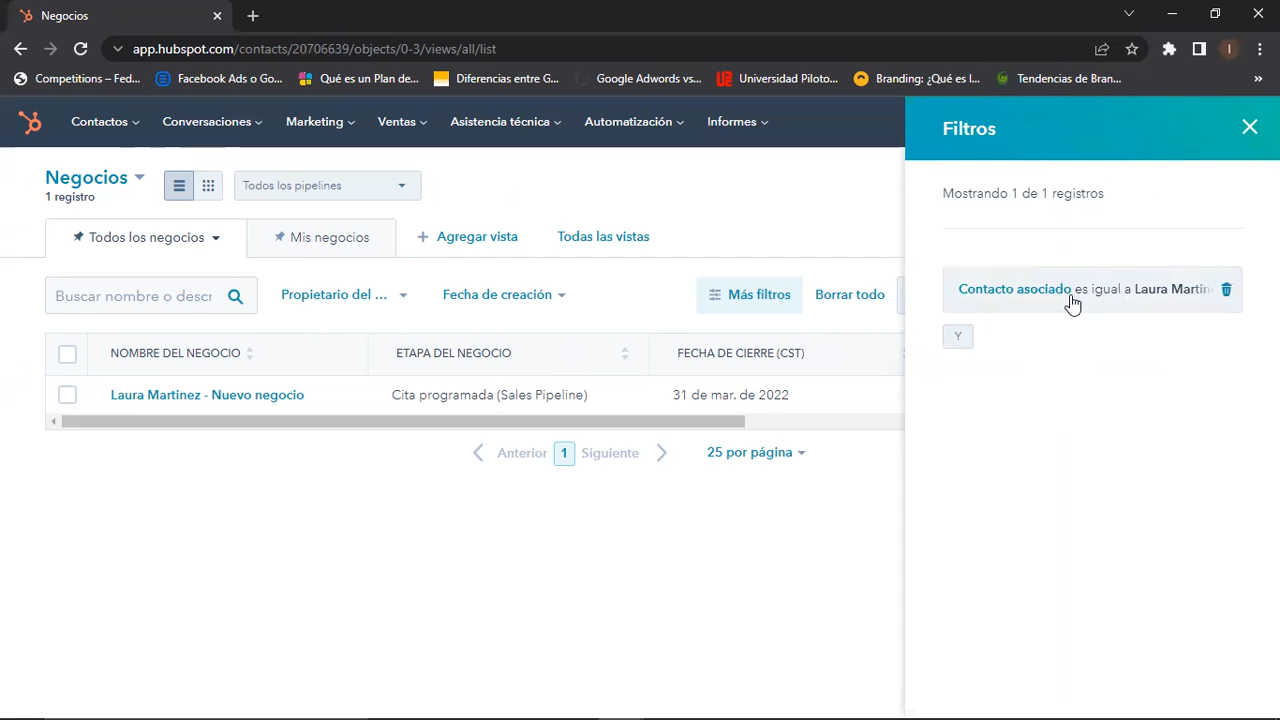 Negocios
app.hubspot.com/contacts/20706639/objects/0-3/views/all/list
Competitions – Fed...
Facebook Ads o Go...
Qué es un Plan de...
Diferencias entre G...
Google Adwords vs...
Universidad Piloto...
Branding: ¿Qué es l...
Tendencias de Bran...
I
Contactos
Conversaciones
Marketing
Ventas
Asistencia técnica
Automatización
Informes
Filtros
Negocios
1 registro
Todos los pipelines
Mostrando 1 de 1 registros
Todos los negocios
Mis negocios
+ Agregar vista
Todas las vistas
Buscar nombre o descr
Propietario del ...
Fecha de creación
Más filtros
Borrar todo
Contacto asociado es igual a Laura Martin
Y
NOMBRE DEL NEGOCIO
ETAPA DEL NEGOCIO
FECHA DE CIERRE (CST)
Laura Martinez - Nuevo negocio
Cita programada (Sales Pipeline)
31 de mar. de 2022
Anterior
1
Siguiente
25 por página